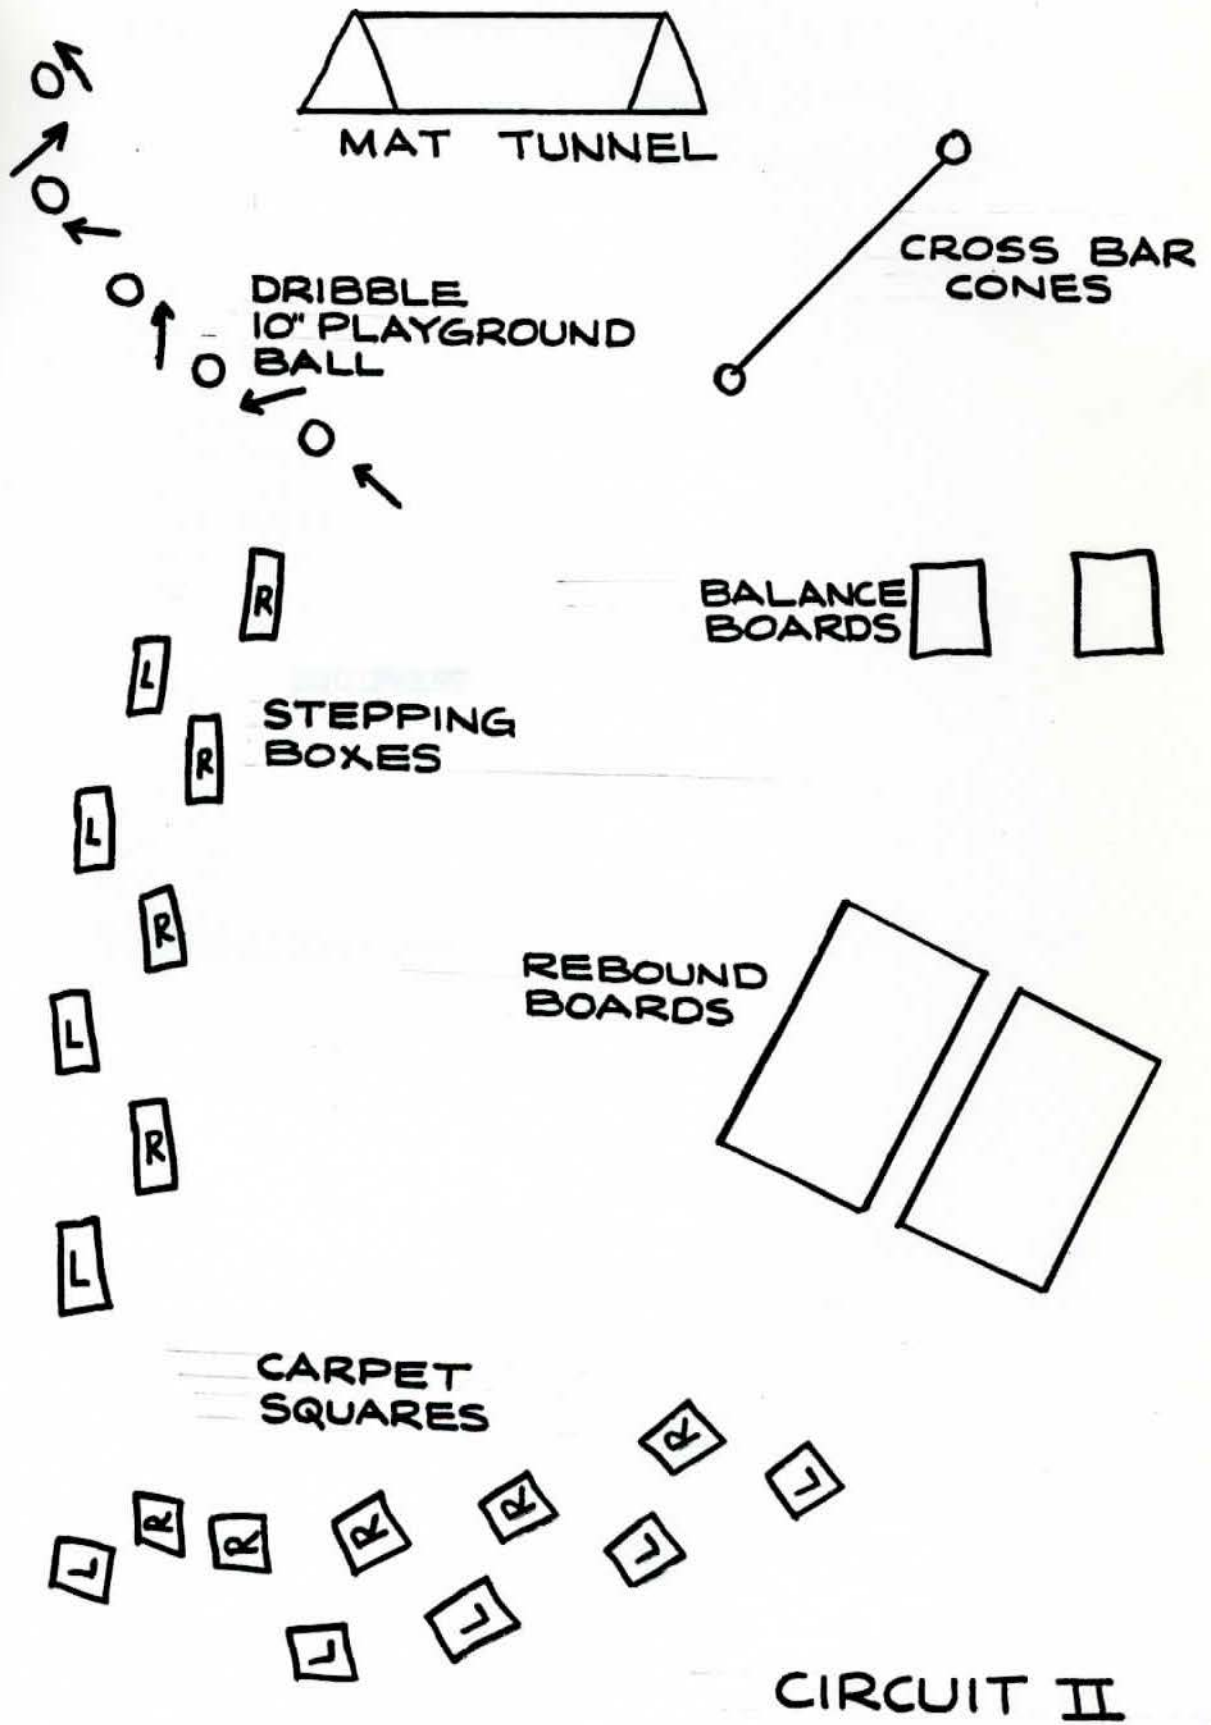 MAT TUNNEL
CROSS BAR
CONES
DRIBBLE
10" PLAYGROUND
BALL
BALANCE
BOARDS
R
L
STEPPING
BOXES
R
L
R
REBOUND
BOARDS
L
R
L
CARPET
SQUARES
R
L
R
R
R
R
L
L
L
L
CIRCUIT II